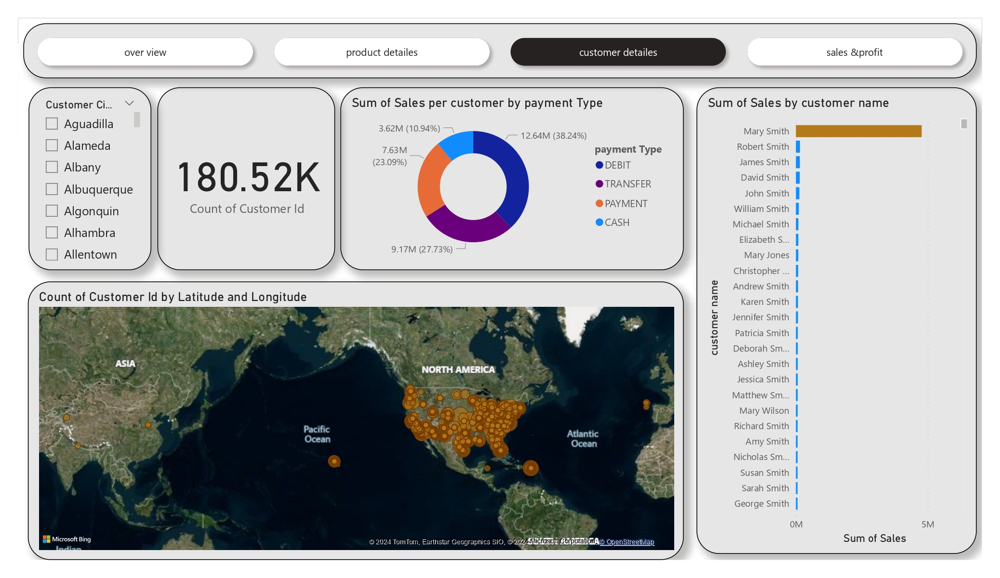 over view
product detailes
customer detailes
sales &profit
Customer Ci...
Aguadilla
Alameda
Albany
Albuquerque
Algonquin
Alhambra
Allentown
180.52K
Count of Customer Id
Sum of Sales per customer by payment Type
3.62M (10.94%)
12.64M (38.24%)
7.63M
(23.09%)
9.17M (27.73%)
payment Type
DEBIT
TRANSFER
PAYMENT
CASH
Sum of Sales by customer name
customer name
Mary Smith
Robert Smith
James Smith
David Smith
John Smith
William Smith
Michael Smith
Elizabeth S...
Mary Jones
Christopher ...
Andrew Smith
Karen Smith
Jennifer Smith
Patricia Smith
Deborah Sm...
Ashley Smith
Jessica Smith
Matthew Sm...
Mary Wilson
Richard Smith
Amy Smith
Nicholas Sm...
Susan Smith
Sarah Smith
George Smith
0M
5M
Sum of Sales
Count of Customer Id by Latitude and Longitude
ASIA
NORTH AMERICA
Pacific
Ocean
Atlantic
Ocean
SOUTH AMERICA
Microsoft Bing
Indian
© 2024 TomTom, Earthstar Geographics SIO, © 2024 Microsoft Corporation, © OpenStreetMap